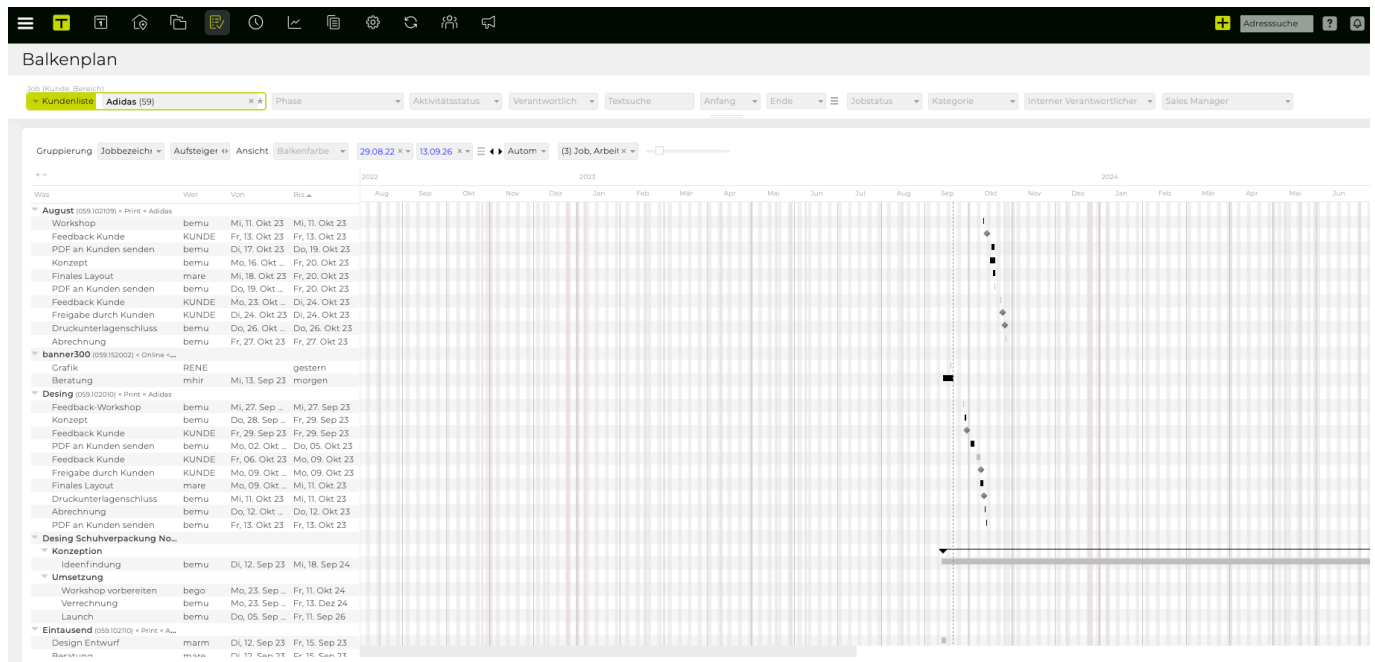 T
1
Adresssuche
?
Balkenplan
Job (Kunde, Bereich)
Kundenliste Adidas (59) × ★ Phase Aktivitätsstatus Verantwortlich Textsuche Anfang Ende Jobstatus Kategorie Interner Verantwortlicher Sales Manager
Gruppierung Jobbezeichn Aufsteiger Ansicht Balkenfarbe 29.08.22 × 13.09.26 × Autom (3) Job, Arbeit ×
+ −
2022 2023 2024
Was Wer Von Bis Aug Sep Okt Nov Dez Jan Feb Mär Apr Mai Jun Jul Aug Sep Okt Nov Dez Jan Feb Mär Apr Mai Jun
August (059.102109) < Print < Adidas
Workshop bemu Mi, 11. Okt 23 Mi, 11. Okt 23
Feedback Kunde KUNDE Fr, 13. Okt 23 Fr, 13. Okt 23
PDF an Kunden senden bemu Di, 17. Okt 23 Do, 19. Okt 23
Konzept bemu Mo, 16. Okt ... Fr, 20. Okt 23
Finales Layout mare Mi, 18. Okt 23 Fr, 20. Okt 23
PDF an Kunden senden bemu Do, 19. Okt ... Fr, 20. Okt 23
Feedback Kunde KUNDE Mo, 23. Okt ... Di, 24. Okt 23
Freigabe durch Kunden KUNDE Di, 24. Okt 23 Di, 24. Okt 23
Druckunterlagenschluss bemu Do, 26. Okt ... Do, 26. Okt 23
Abrechnung bemu Fr, 27. Okt 23 Fr, 27. Okt 23
banner300 (059.152002) < Online <...
Grafik RENE gestern
Beratung mhir Mi, 13. Sep 23 morgen
Desing (059.102010) < Print < Adidas
Feedback-Workshop bemu Mi, 27. Sep ... Mi, 27. Sep 23
Konzept bemu Do, 28. Sep ... Fr, 29. Sep 23
Feedback Kunde KUNDE Fr, 29. Sep 23 Fr, 29. Sep 23
PDF an Kunden senden bemu Mo, 02. Okt ... Do, 05. Okt 23
Feedback Kunde KUNDE Fr, 06. Okt 23 Mo, 09. Okt 23
Freigabe durch Kunden KUNDE Mo, 09. Okt ... Mo, 09. Okt 23
Finales Layout mare Mo, 09. Okt ... Mi, 11. Okt 23
Druckunterlagenschluss bemu Mi, 11. Okt 23 Mi, 11. Okt 23
Abrechnung bemu Do, 12. Okt ... Do, 12. Okt 23
PDF an Kunden senden bemu Fr, 13. Okt 23 Fr, 13. Okt 23
Desing Schuhverpackung No...
Konzeption
Ideenfindung bemu Di, 12. Sep 23 Mi, 18. Sep 24
Umsetzung
Workshop vorbereiten bego Mo, 23. Sep ... Fr, 11. Okt 24
Verrechnung bemu Mo, 23. Sep ... Fr, 13. Dez 24
Launch bemu Do, 05. Sep ... Fr, 11. Sep 26
Eintausend (059.102110) < Print < A...
Design Entwurf marm Di, 12. Sep 23 Fr, 15. Sep 23
Beratung mare Di, 12. Sep 23 Fr, 15. Sep 23